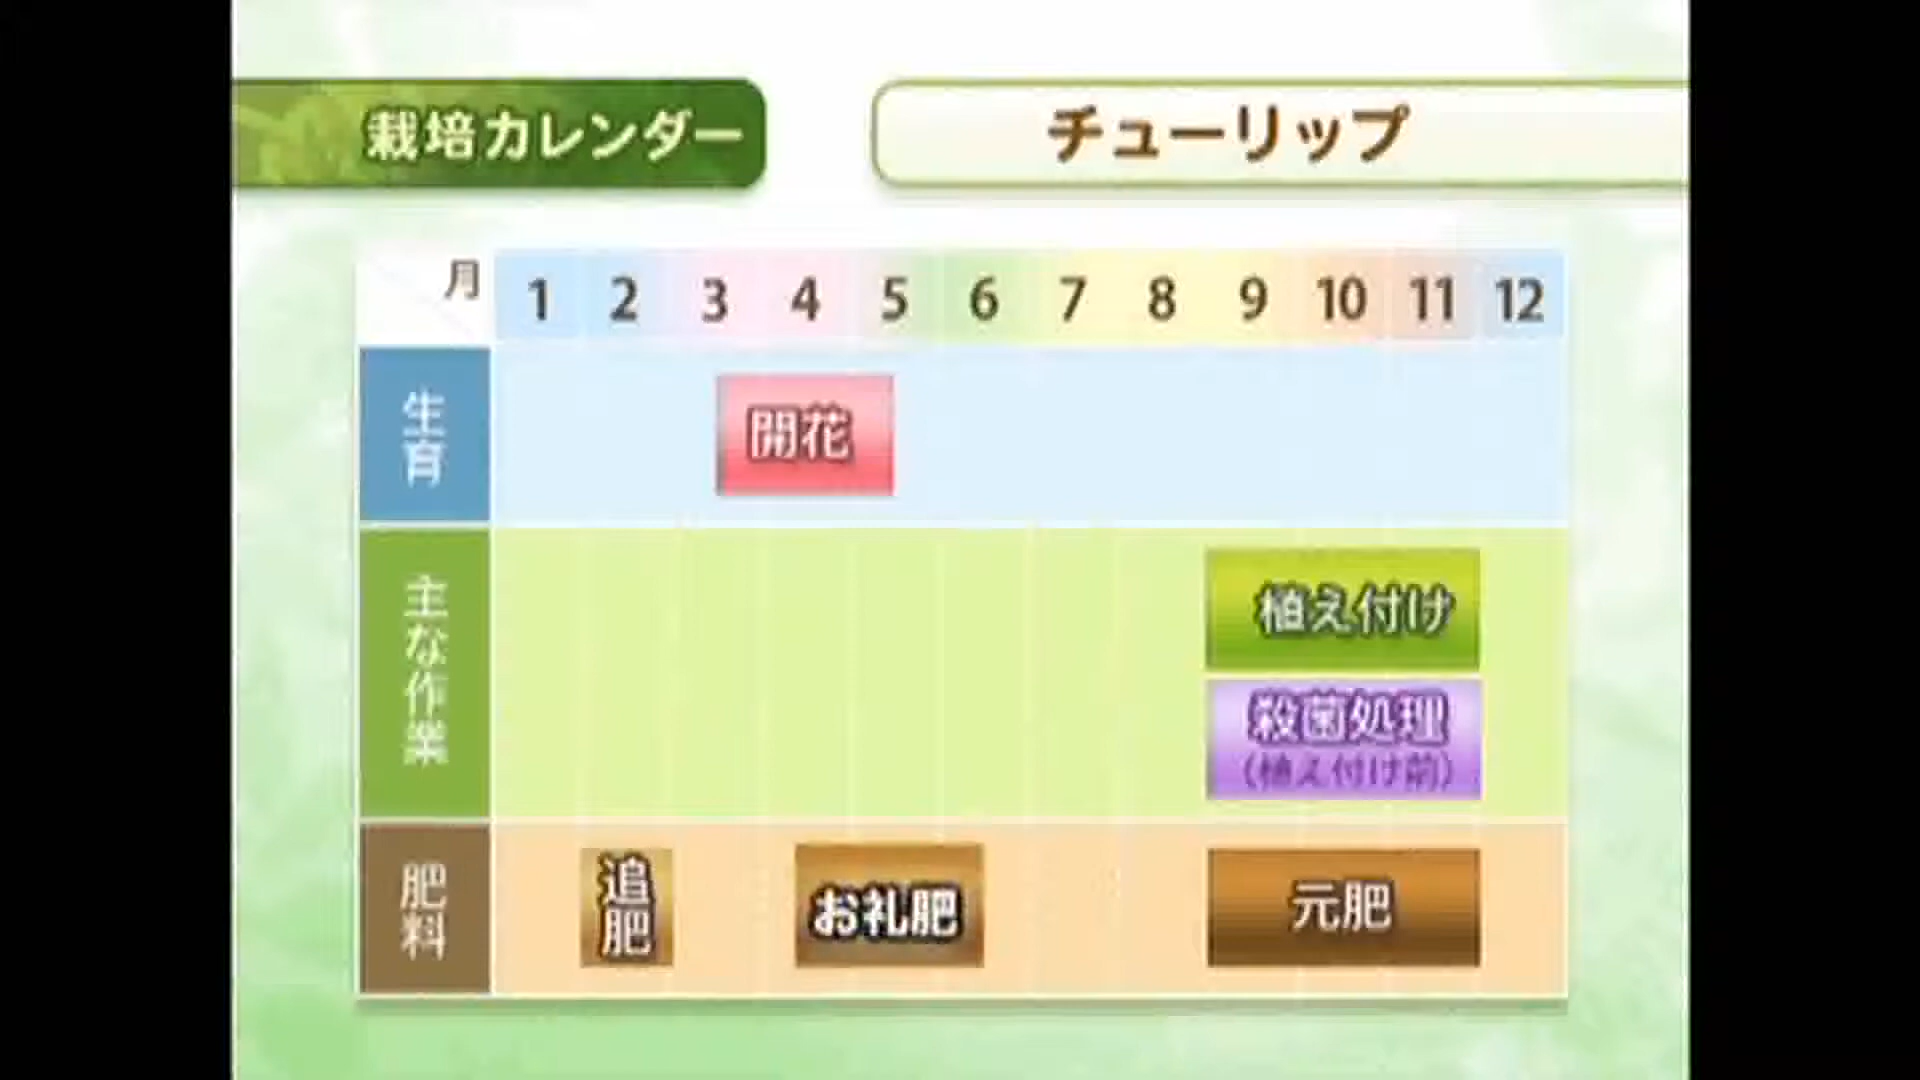 栽培カレンダー
チューリップ
月 1 2 3 4 5 6 7 8 9 10 11 12
生育
開花
主な作業
植え付け
殺菌処理
(植え付け前)
肥料
追肥
お礼肥
元肥